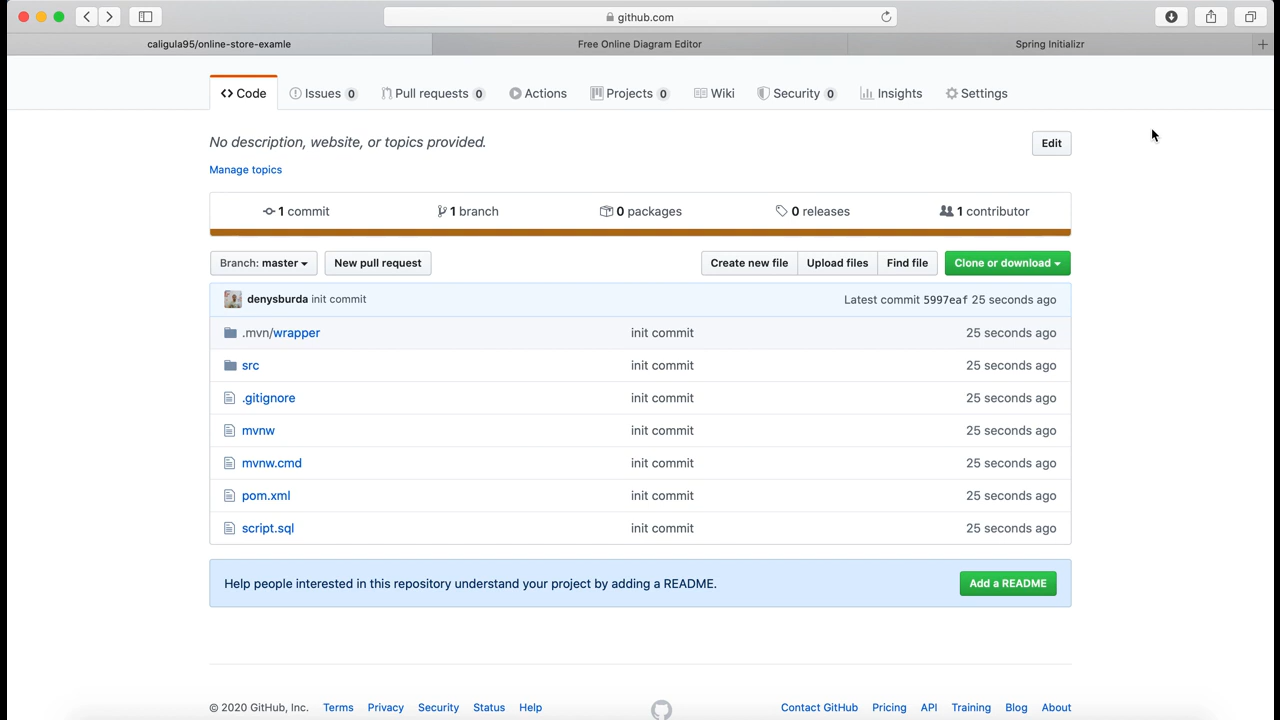 github.com
caligula95/online-store-examle
Free Online Diagram Editor
Spring Initializr
Code
Issues 0
Pull requests 0
Actions
Projects 0
Wiki
Security 0
Insights
Settings
No description, website, or topics provided.
Edit
Manage topics
1 commit
1 branch
0 packages
0 releases
1 contributor
Branch: master
New pull request
Create new file
Upload files
Find file
Clone or download
denysburda init commit
Latest commit 5997eaf 25 seconds ago
.mvn/wrapper init commit 25 seconds ago
src init commit 25 seconds ago
.gitignore init commit 25 seconds ago
mvnw init commit 25 seconds ago
mvnw.cmd init commit 25 seconds ago
pom.xml init commit 25 seconds ago
script.sql init commit 25 seconds ago
Help people interested in this repository understand your project by adding a README.
Add a README
© 2020 GitHub, Inc. Terms Privacy Security Status Help
Contact GitHub Pricing API Training Blog About